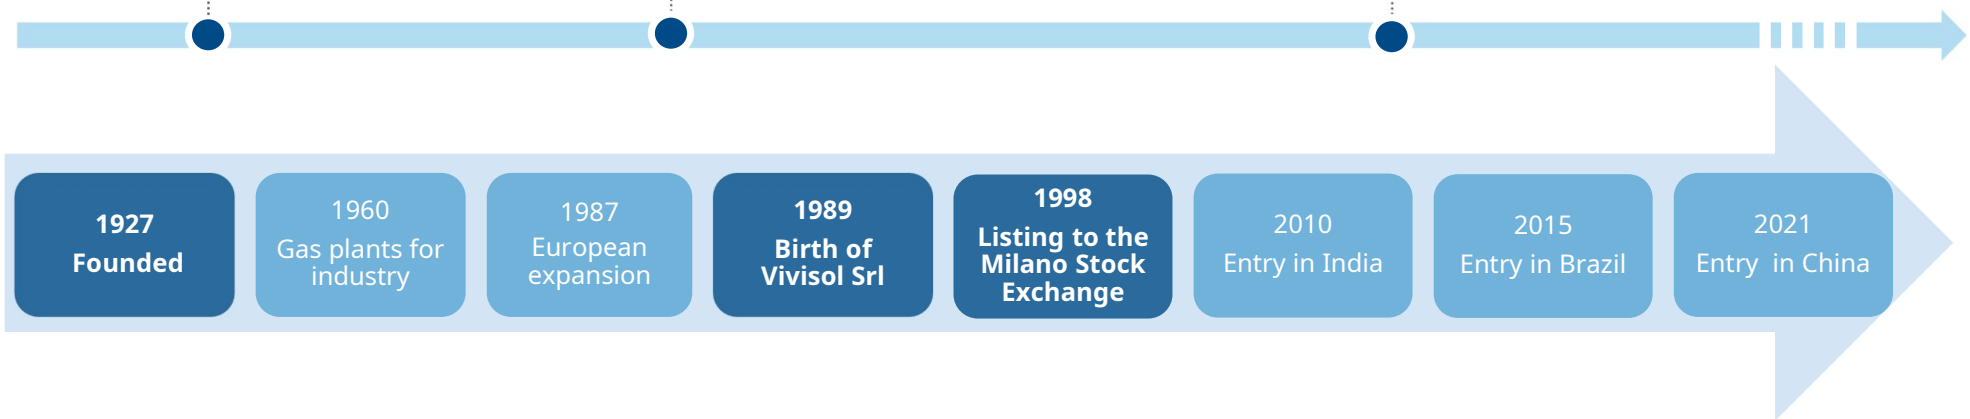 1927
Founded
1960
Gas plants for
industry
1987
European
expansion
1989
Birth of
Vivisol Srl
1998
Listing to the
Milano Stock
Exchange
2010
Entry in India
2015
Entry in Brazil
2021
Entry  in China